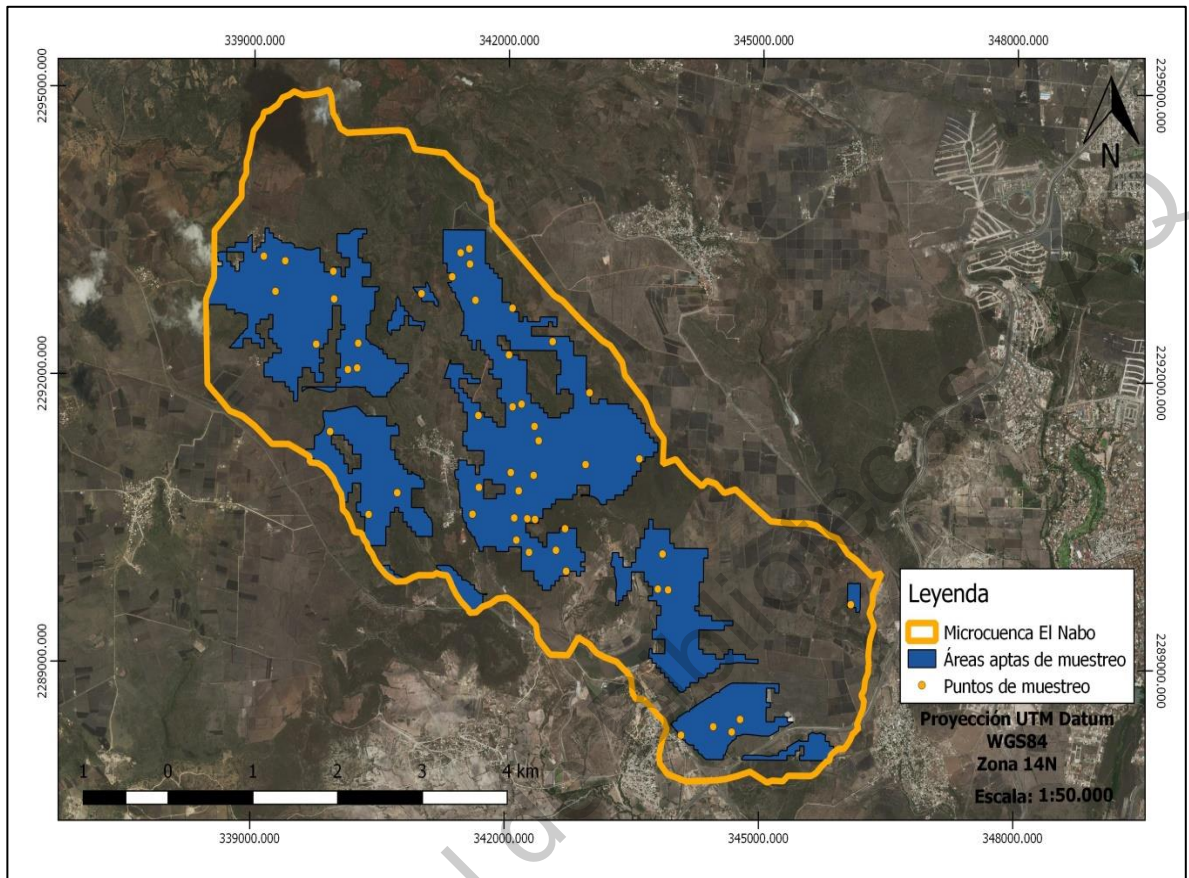 339000.000 342000.000 345000.000 348000.000
2295000.000 2295000.000
N
2292000.000 2292000.000
2289000.000 2289000.000
Leyenda
Microcuenca El Nabo
Áreas aptas de muestreo
Puntos de muestreo
Proyección UTM Datum
WGS84
Zona 14N
Escala: 1:50.000
1 0 1 2 3 4 km
339000.000 342000.000 345000.000 348000.000